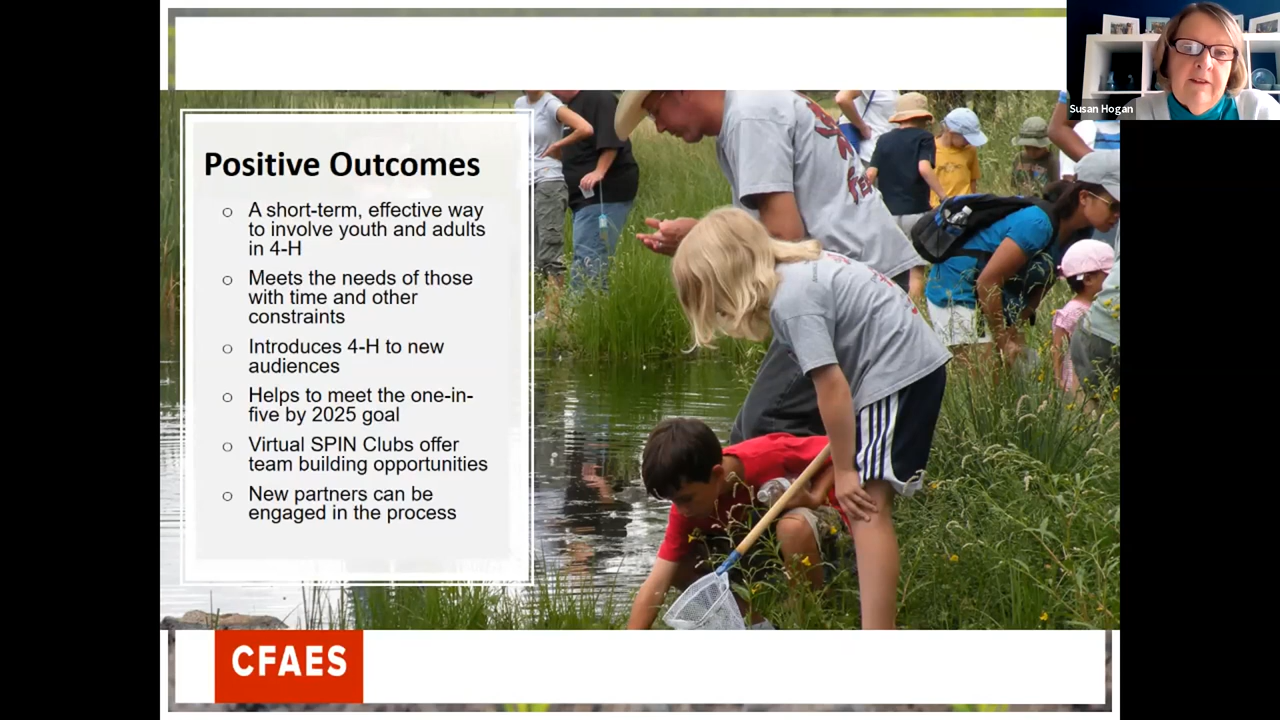 Susan Hogan
Positive Outcomes
o A short-term, effective way
to involve youth and adults
in 4-H
o Meets the needs of those
with time and other
constraints
o Introduces 4-H to new
audiences
o Helps to meet the one-in-
five by 2025 goal
o Virtual SPIN Clubs offer
team building opportunities
o New partners can be
engaged in the process
CFAES